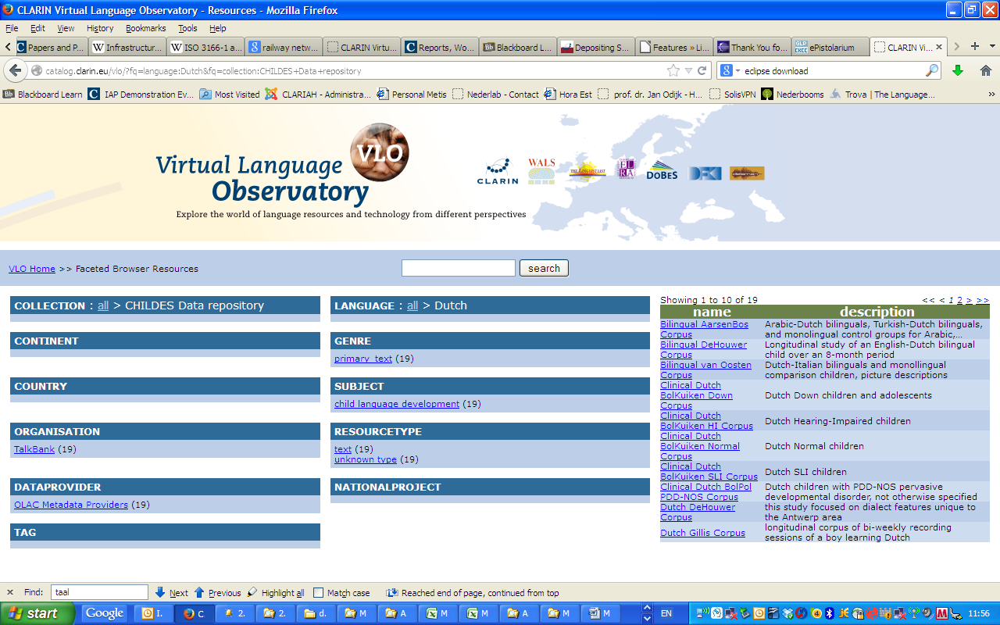 CLARIN Virtual Language Observatory - Resources - Mozilla Firefox
File Edit View History Bookmarks Tools Help
Papers and P... Infrastructur... ISO 3166-1 a... railway netw... CLARIN Virtu... Reports, Wo... Blackboard L... Depositing S... Features » Li... Thank You fo... ePistolarium CLARIN Vi...
catalog.clarin.eu/vlo/?fq=language:Dutch&fq=collection:CHILDES+Data+repository
eclipse download
Blackboard Learn IAP Demonstration Ev... Most Visited CLARIAH - Administra... Personal Metis Nederlab - Contact Hora Est prof. dr. Jan Odijk - H... SolisVPN Nederbooms Trova | The Language... »
Virtual Language VLO
Observatory
Explore the world of language resources and technology from different perspectives
CLARIN WALS THE LINGUIST LIST ELRA DOBES DFKI
VLO Home >> Faceted Browser Resources
search
COLLECTION : all > CHILDES Data repository
LANGUAGE : all > Dutch
CONTINENT
GENRE
primary_text (19)
COUNTRY
SUBJECT
child language development (19)
ORGANISATION
TalkBank (19)
RESOURCETYPE
text (19)
unknown type (19)
DATAPROVIDER
OLAC Metadata Providers (19)
NATIONALPROJECT
TAG
Showing 1 to 10 of 19 << < 1 2 > >>
name description
Bilingual AarsenBos Corpus
Arabic-Dutch bilinguals, Turkish-Dutch bilinguals,
and monolingual control groups for Arabic,...
Bilingual DeHouwer Corpus
Longitudinal study of an English-Dutch bilingual
child over an 8-month period
Bilingual van Oosten Corpus
Dutch-Italian bilinguals and monollingual
comparison children, picture descriptions
Clinical Dutch
BolKuiken Down
Corpus
Dutch Down children and adolescents
Clinical Dutch
BolKuiken HI Corpus
Dutch Hearing-Impaired children
Clinical Dutch
BolKuiken Normal
Corpus
Dutch Normal children
Clinical Dutch
BolKuiken SLI Corpus
Dutch SLI children
Clinical Dutch BolPol
PDD-NOS Corpus
Dutch children with PDD-NOS pervasive
developmental disorder, not otherwise specified
Dutch DeHouwer
Corpus
this study focused on dialect features unique to
the Antwerp area
Dutch Gillis Corpus
longitudinal corpus of bi-weekly recording
sessions of a boy learning Dutch
Find: taal Next Previous Highlight all Match case Reached end of page, continued from top
start Google I. C 2. 2. d. M A M M A M M EN 11:56